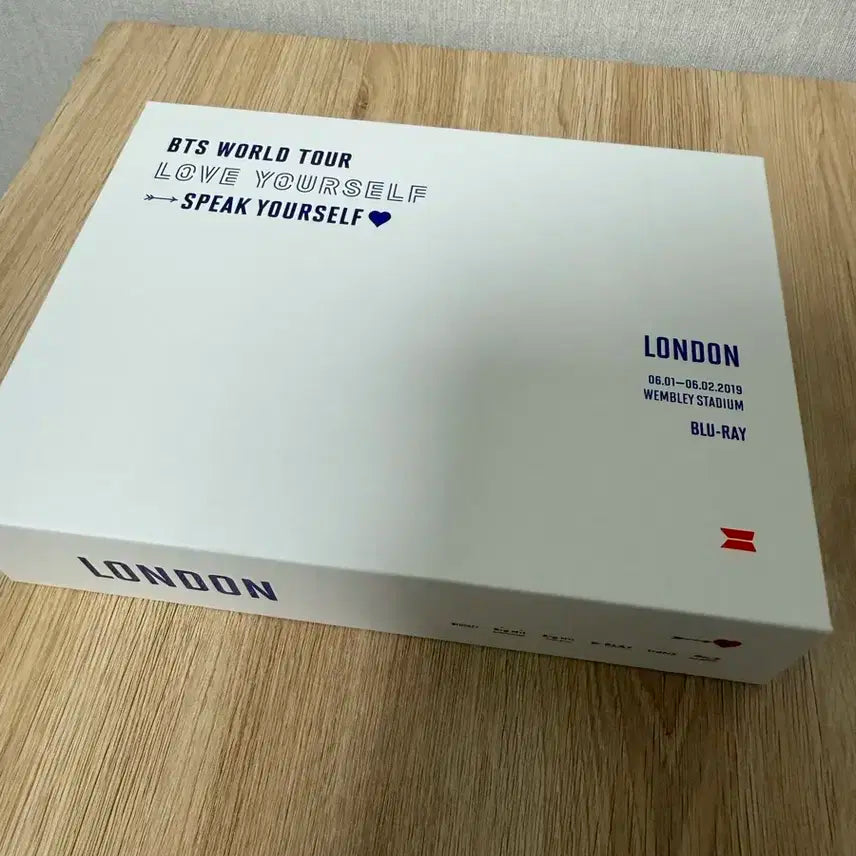 BTS WORLD TOUR
LOVE YOURSELF
SPEAK YOURSELF
LONDON
06.01—06.02.2019
WEMBLEY STADIUM
BLU-RAY
LONDON